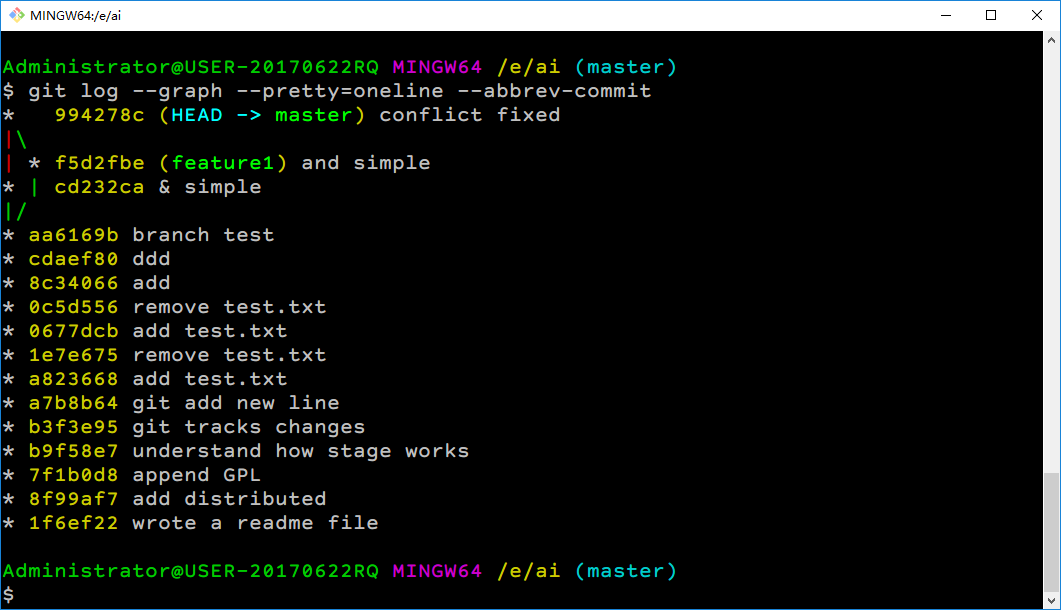 MINGW64:/e/ai
Administrator@USER-20170622RQ MINGW64 /e/ai (master)
$ git log --graph --pretty=oneline --abbrev-commit
*   994278c (HEAD -> master) conflict fixed
|\
| * f5d2fbe (feature1) and simple
* | cd232ca & simple
|/
* aa6169b branch test
* cdaef80 ddd
* 8c34066 add
* 0c5d556 remove test.txt
* 0677dcb add test.txt
* 1e7e675 remove test.txt
* a823668 add test.txt
* a7b8b64 git add new line
* b3f3e95 git tracks changes
* b9f58e7 understand how stage works
* 7f1b0d8 append GPL
* 8f99af7 add distributed
* 1f6ef22 wrote a readme file
Administrator@USER-20170622RQ MINGW64 /e/ai (master)
$